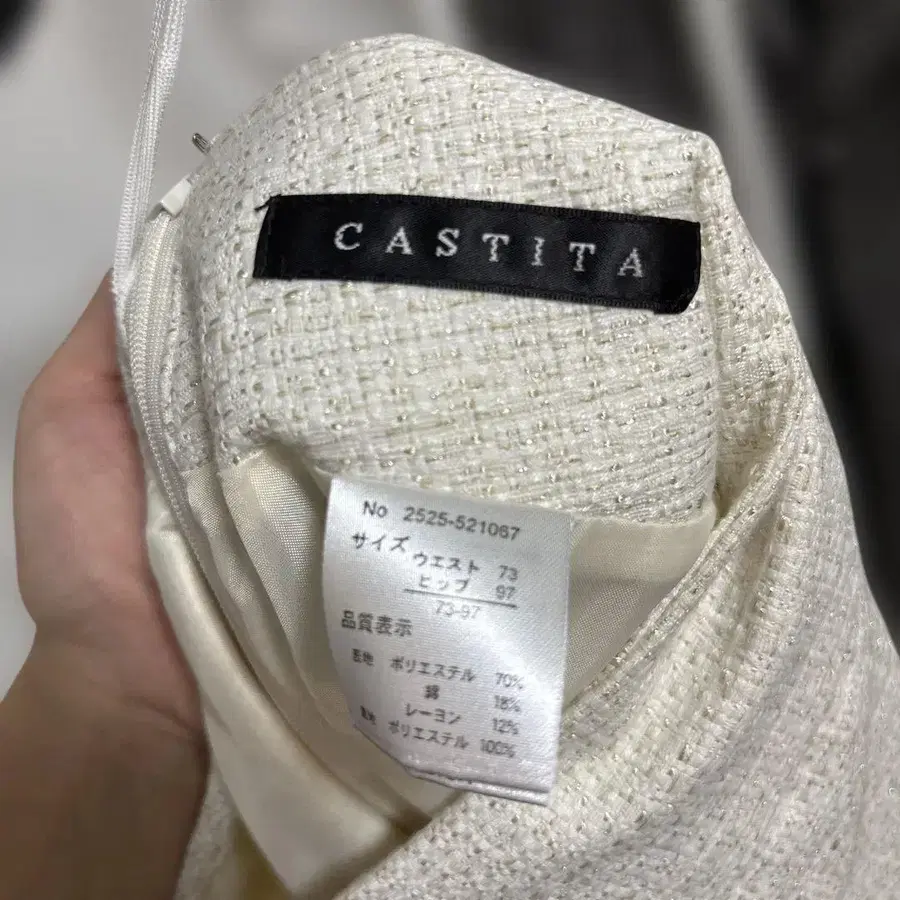 CASTITA
No 2525-521067
サイズ
ウエスト 73
ヒップ 97
73-97
品質表示
表地 ポリエステル 70%
綿 18%
レーヨン 12%
裏地 ポリエステル 100%